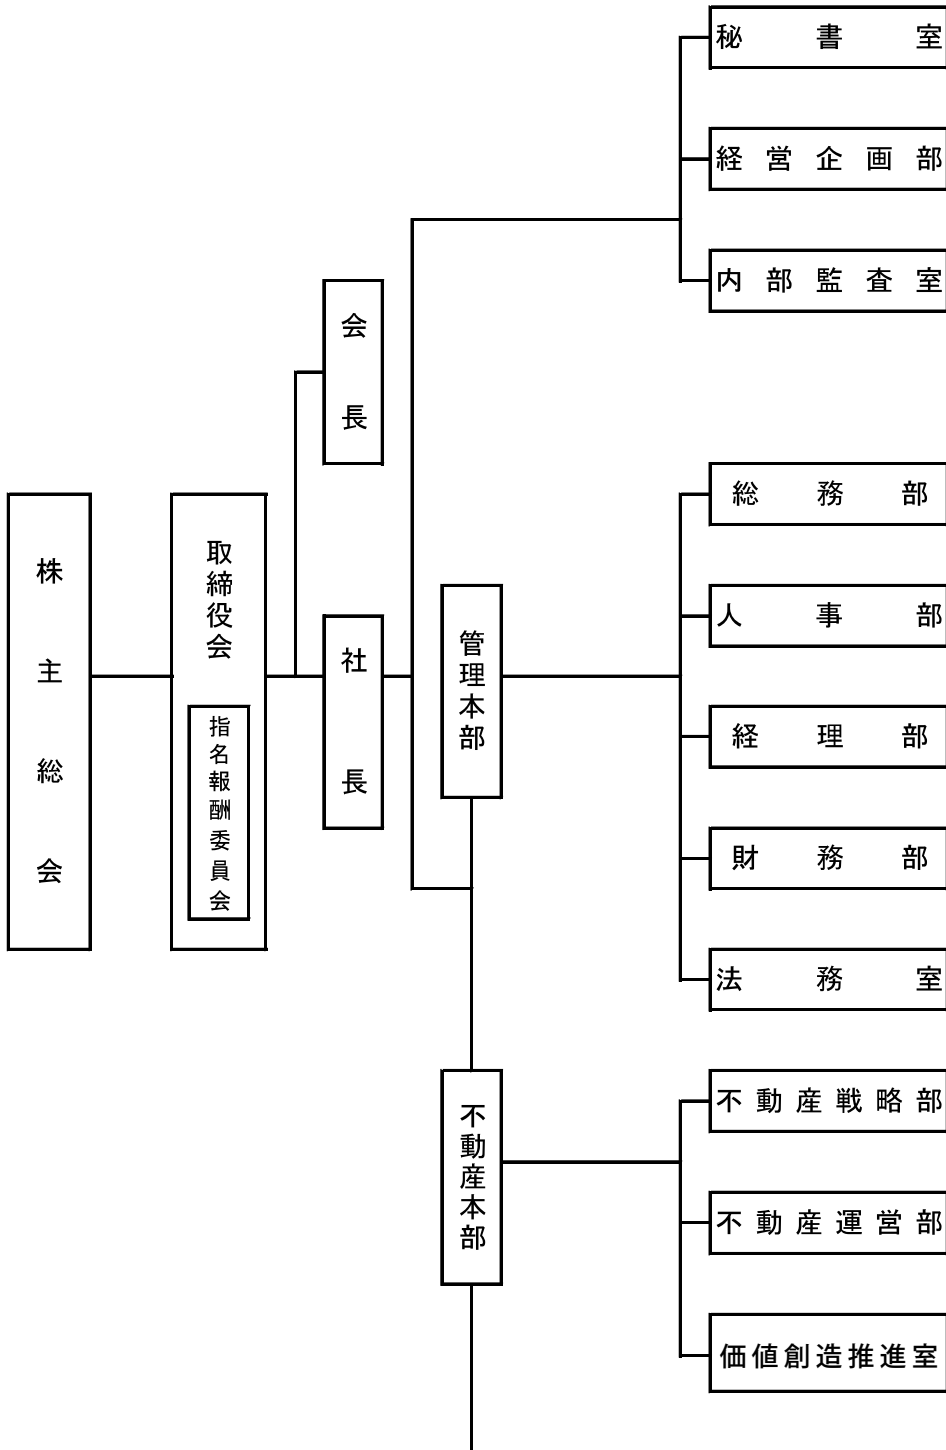 株主総会
取締役会
指名報酬委員会
会長
社長
秘書室
経営企画部
内部監査室
管理本部
総務部
人事部
経理部
財務部
法務室
不動産本部
不動産戦略部
不動産運営部
価値創造推進室